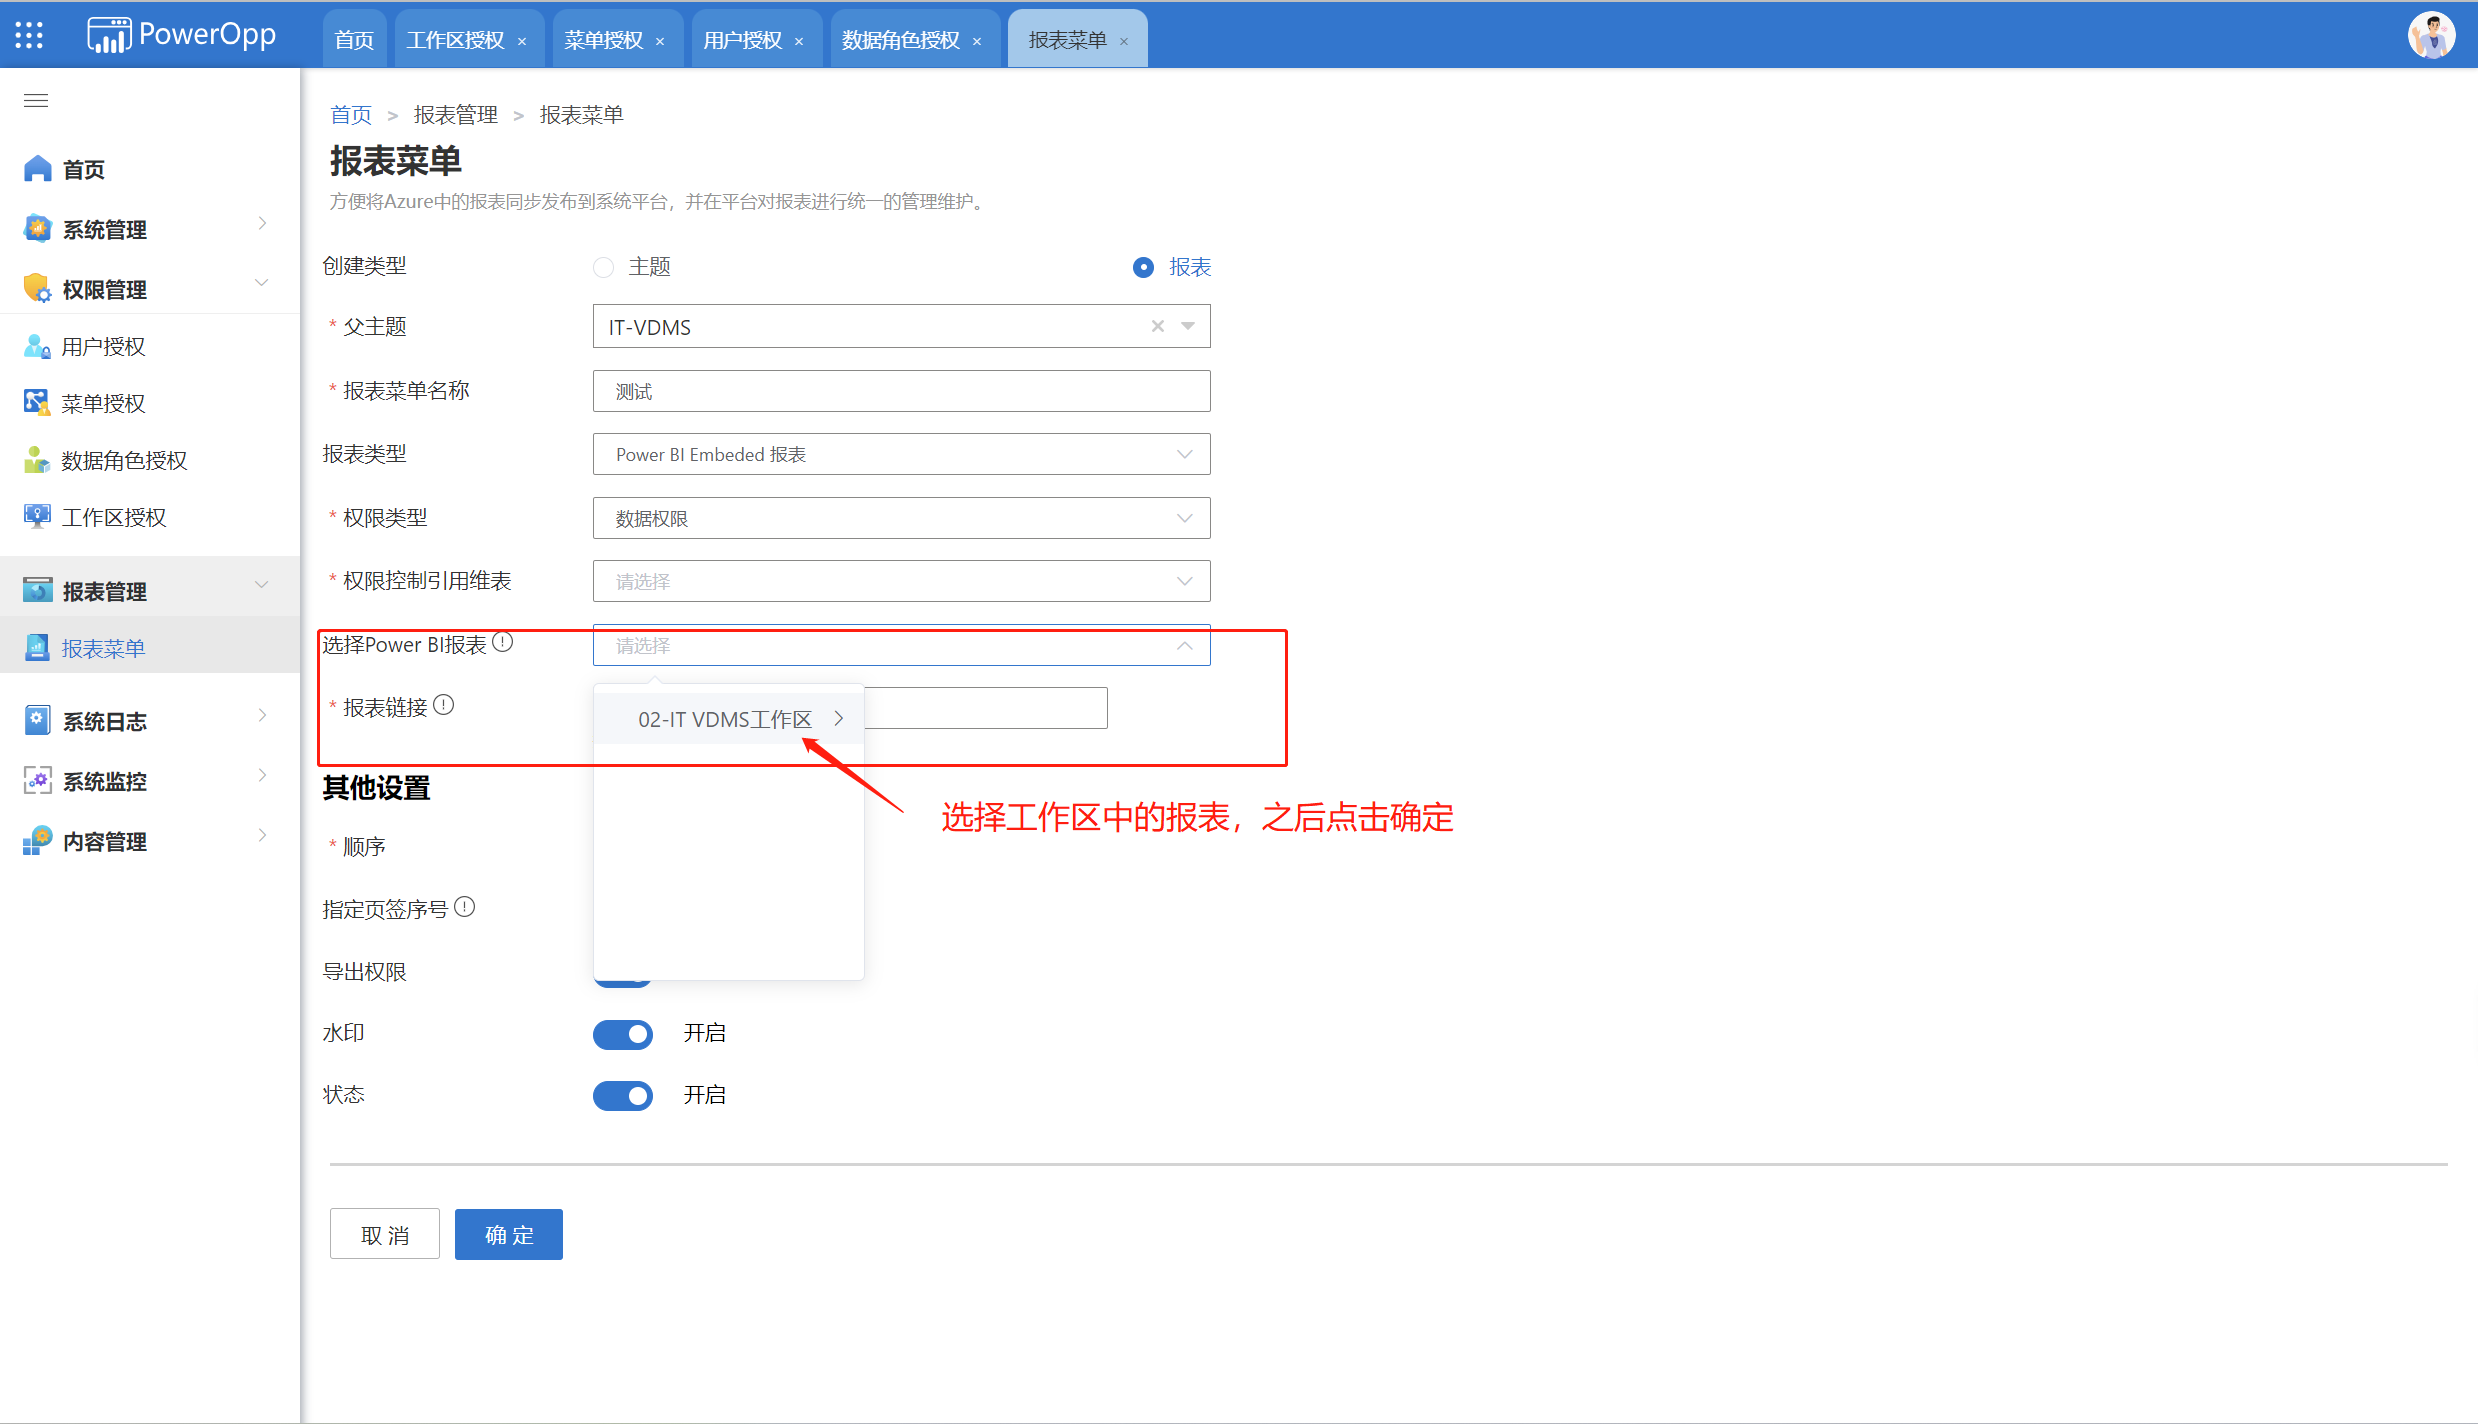 PowerOpp
首页
工作区授权 ×
菜单授权 ×
用户授权 ×
数据角色授权 ×
报表菜单 ×
首页
系统管理
权限管理
用户授权
菜单授权
数据角色授权
工作区授权
报表管理
报表菜单
系统日志
系统监控
内容管理
首页 > 报表管理 > 报表菜单
报表菜单
方便将Azure中的报表同步发布到系统平台，并在平台对报表进行统一的管理维护。
创建类型 主题 报表
* 父主题 IT-VDMS
* 报表菜单名称 测试
报表类型 Power BI Embeded 报表
* 权限类型 数据权限
* 权限控制引用维表 请选择
选择Power BI报表 请选择
* 报表链接
02-IT VDMS工作区
选择工作区中的报表，之后点击确定
其他设置
* 顺序
指定页签序号
导出权限
水印 开启
状态 开启
取 消
确 定